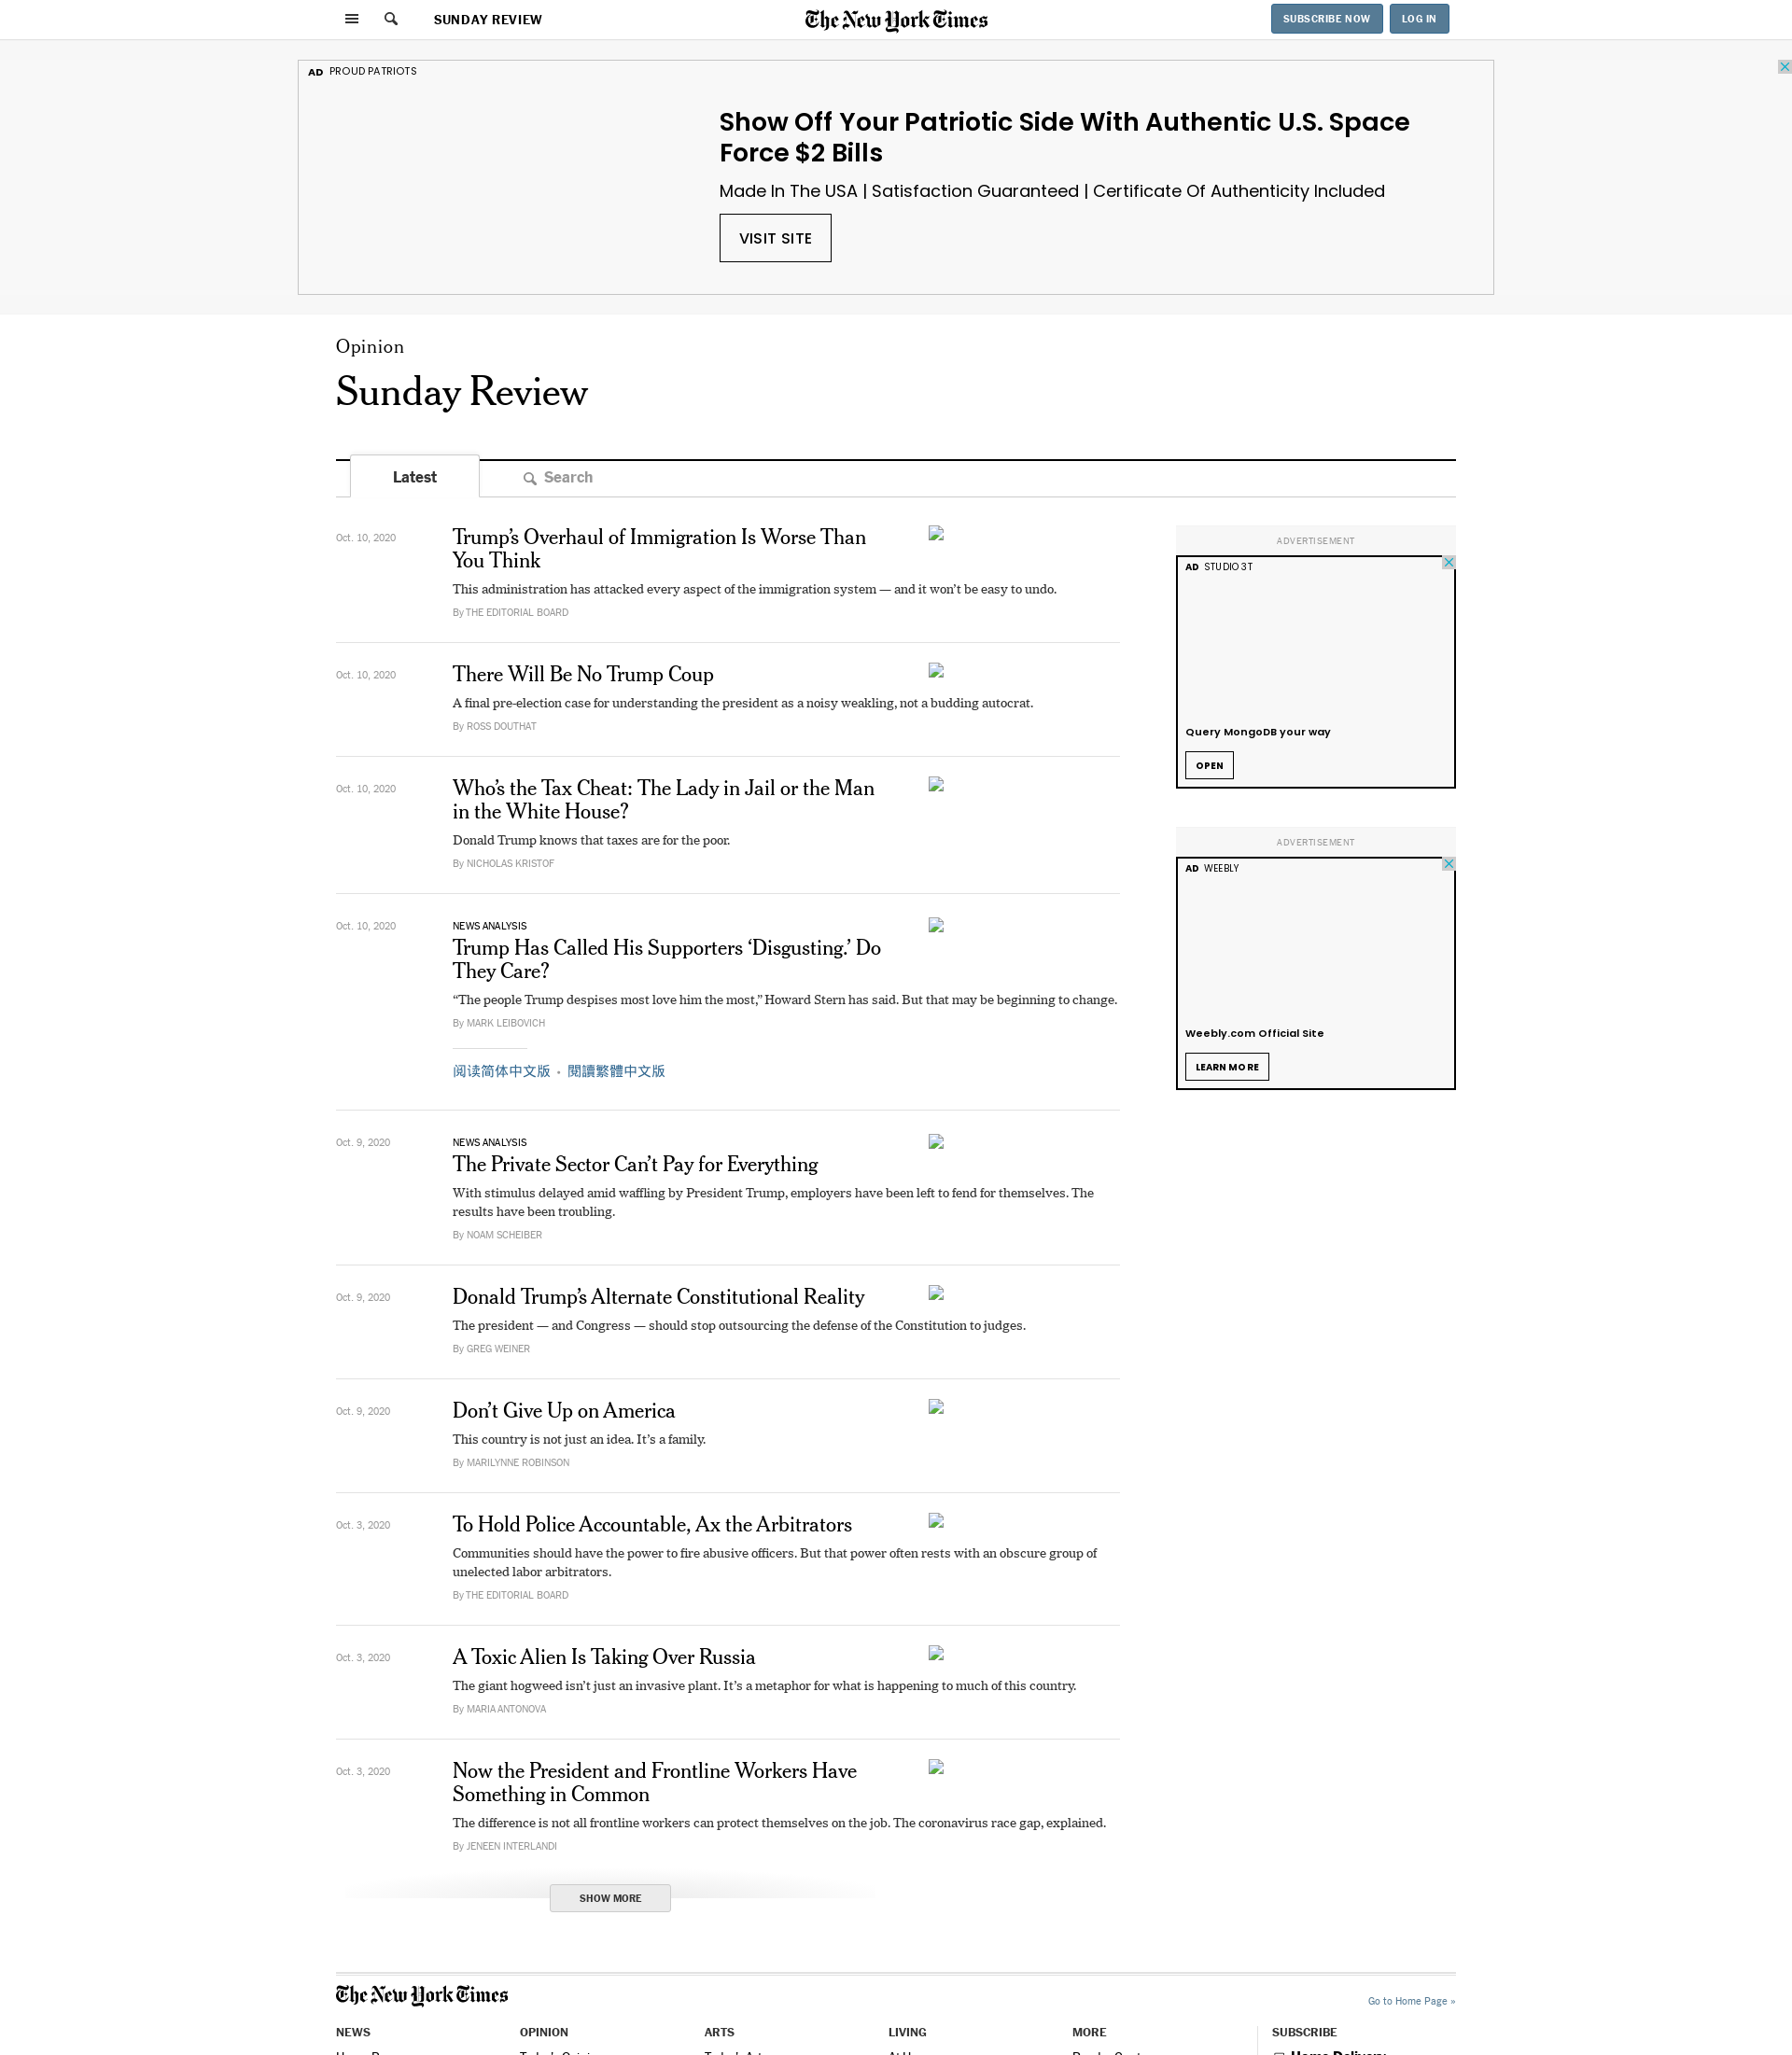 SUNDAY REVIEW
The New York Times
SUBSCRIBE NOW
LOG IN
AD PROUD PATRIOTS
Show Off Your Patriotic Side With Authentic U.S. Space
Force $2 Bills
Made In The USA | Satisfaction Guaranteed | Certificate Of Authenticity Included
VISIT SITE
Opinion
Sunday Review
Latest
Search
Oct. 10, 2020
Trump’s Overhaul of Immigration Is Worse Than
You Think
This administration has attacked every aspect of the immigration system — and it won’t be easy to undo.
By THE EDITORIAL BOARD
Oct. 10, 2020
There Will Be No Trump Coup
A final pre-election case for understanding the president as a noisy weakling, not a budding autocrat.
By ROSS DOUTHAT
Oct. 10, 2020
Who’s the Tax Cheat: The Lady in Jail or the Man
in the White House?
Donald Trump knows that taxes are for the poor.
By NICHOLAS KRISTOF
Oct. 10, 2020
NEWS ANALYSIS
Trump Has Called His Supporters ‘Disgusting.’ Do
They Care?
“The people Trump despises most love him the most,” Howard Stern has said. But that may be beginning to change.
By MARK LEIBOVICH
阅读简体中文版 • 閱讀繁體中文版
Oct. 9, 2020
NEWS ANALYSIS
The Private Sector Can’t Pay for Everything
With stimulus delayed amid waffling by President Trump, employers have been left to fend for themselves. The
results have been troubling.
By NOAM SCHEIBER
Oct. 9, 2020
Donald Trump’s Alternate Constitutional Reality
The president — and Congress — should stop outsourcing the defense of the Constitution to judges.
By GREG WEINER
Oct. 9, 2020
Don’t Give Up on America
This country is not just an idea. It’s a family.
By MARILYNNE ROBINSON
Oct. 3, 2020
To Hold Police Accountable, Ax the Arbitrators
Communities should have the power to fire abusive officers. But that power often rests with an obscure group of
unelected labor arbitrators.
By THE EDITORIAL BOARD
Oct. 3, 2020
A Toxic Alien Is Taking Over Russia
The giant hogweed isn’t just an invasive plant. It’s a metaphor for what is happening to much of this country.
By MARIA ANTONOVA
Oct. 3, 2020
Now the President and Frontline Workers Have
Something in Common
The difference is not all frontline workers can protect themselves on the job. The coronavirus race gap, explained.
By JENEEN INTERLANDI
SHOW MORE
ADVERTISEMENT
AD STUDIO 3T
Query MongoDB your way
OPEN
ADVERTISEMENT
AD WEEBLY
Weebly.com Official Site
LEARN MORE
The New York Times
Go to Home Page »
NEWS
OPINION
ARTS
LIVING
MORE
SUBSCRIBE